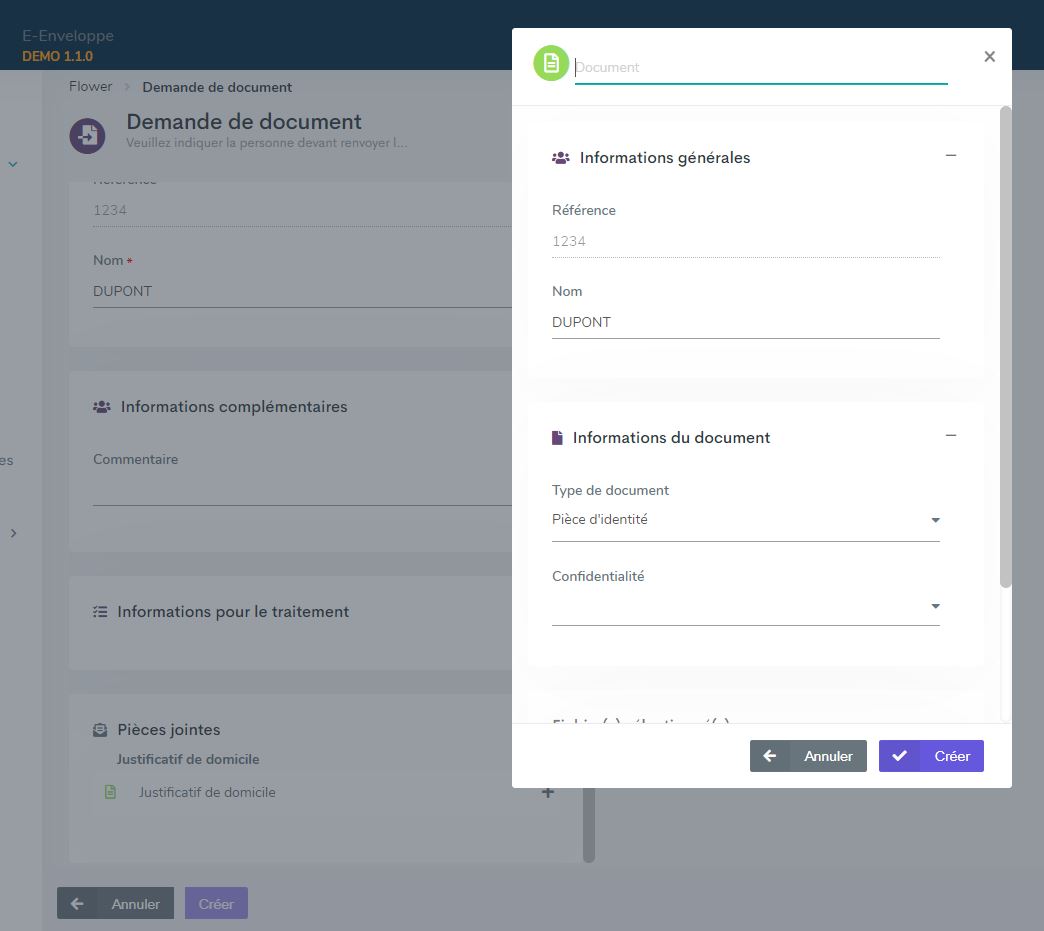 E-Enveloppe
DEMO 1.1.0
Flower > Demande de document
Demande de document
Veuillez indiquer la personne devant renvoyer l...
Référence
1234
Nom *
DUPONT
Informations complémentaires
Commentaire
es
Informations pour le traitement
Pièces jointes
Justificatif de domicile
Justificatif de domicile
Annuler
Créer
Document
Informations générales
Référence
1234
Nom
DUPONT
Informations du document
Type de document
Pièce d'identité
Confidentialité
Annuler
Créer